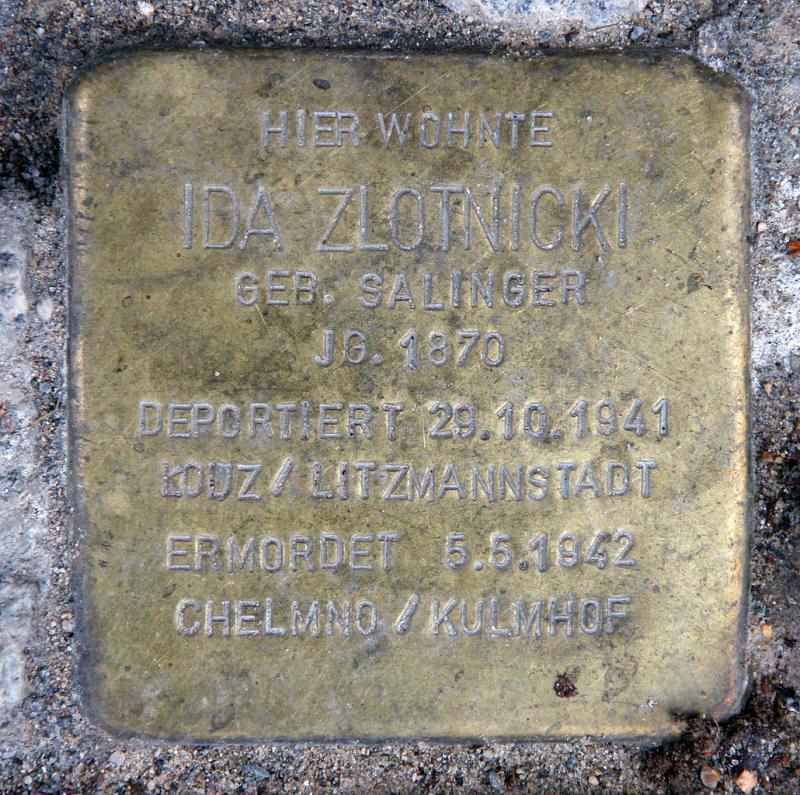 HIER WOHNTE
IDA ZLOTNICKI
GEB. SALINGER
JG. 1870
DEPORTIERT 29.10.1941
ŁODZ / LITZMANNSTADT
ERMORDET 5.5.1942
CHELMNO / KULMHOF